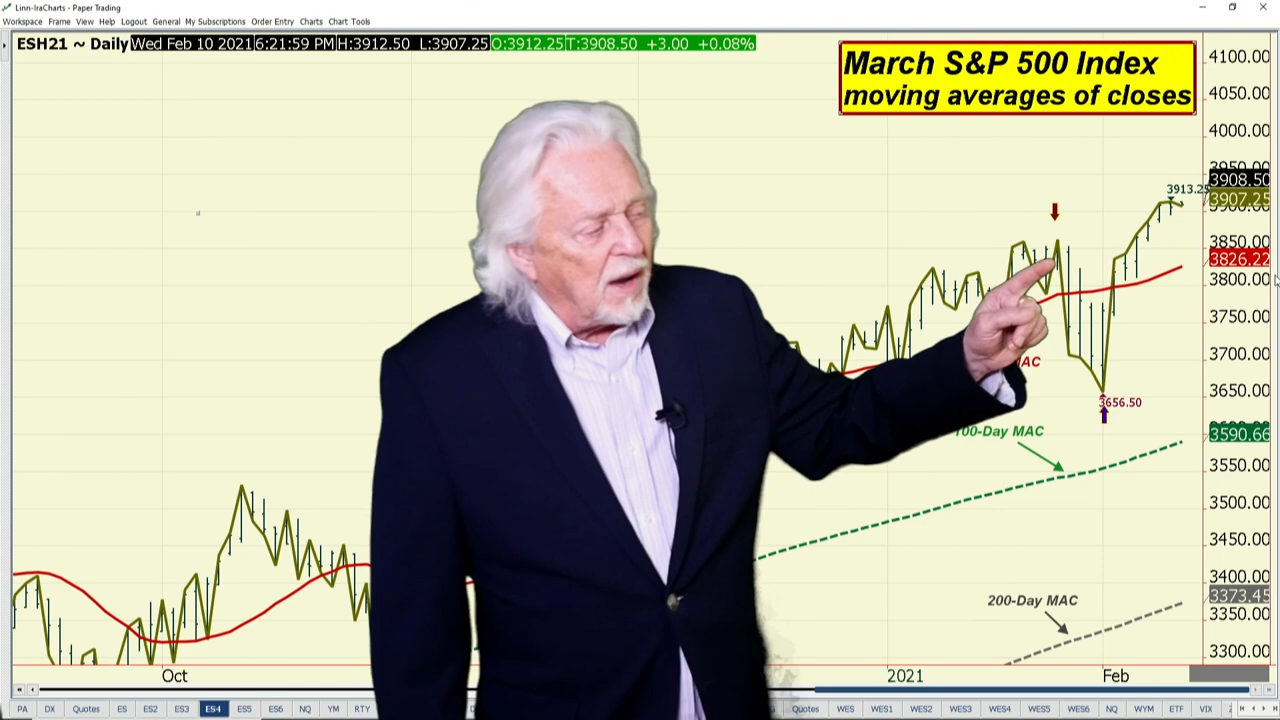 Linn-IraCharts - Paper Trading
Workspace Frame View Help Logout General My Subscriptions Order Entry Charts Chart Tools
ESH21 ~ Daily Wed Feb 10 2021 6:21:59 PM H:3912.50 L:3907.25 O:3912.25 T:3908.50 +3.00 +0.08%
March S&P 500 Index
moving averages of closes
4100.00
4050.00
4000.00
3950.00
3908.50
3913.25
3907.25
3900.00
3850.00
3826.22
3800.00
3750.00
3700.00
MAC
3650.00
3656.50
100-Day MAC
3590.66
3550.00
3500.00
3450.00
3400.00
3373.45
200-Day MAC
3350.00
3300.00
Oct 2021 Feb
PA DX Quotes ES ES2 ES3 ES4 ES5 ES6 NQ YM RTY Quotes WES WES1 WES2 WES3 WES4 WES5 WES6 NQ WYM ETF VIX